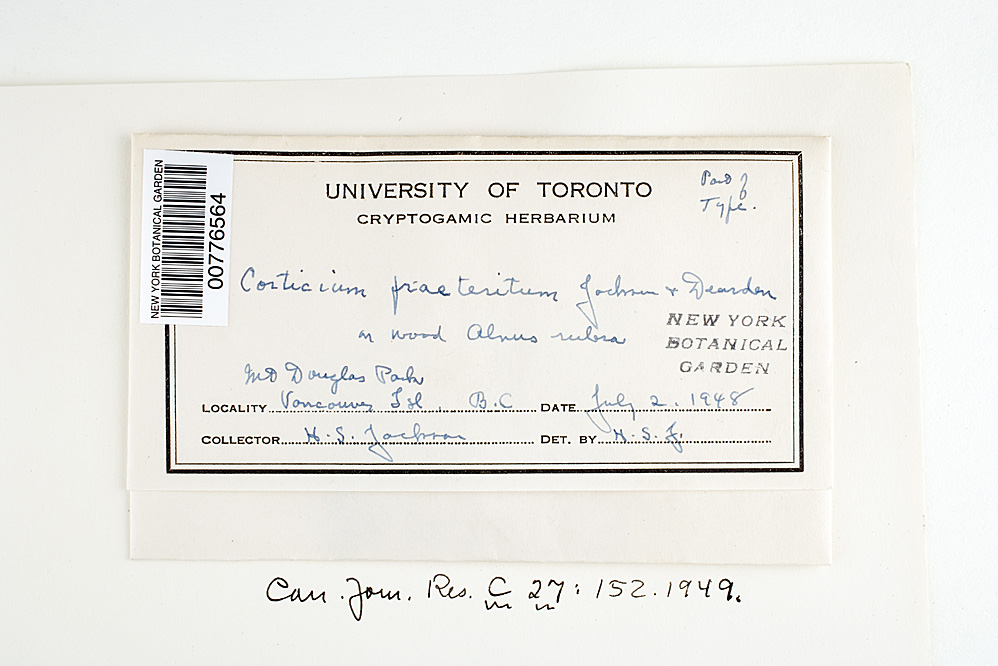 NEW YORK BOTANICAL GARDEN
00776564
UNIVERSITY OF TORONTO
CRYPTOGAMIC HERBARIUM
Part of
Type.
Corticium praeteritum Jackson & Dearden
on wood Alnus rubra
NEW YORK
BOTANICAL
GARDEN
Mt Douglas Park
LOCALITY Vancouver Isl. B.C. DATE July 2. 1948
COLLECTOR H. S. Jackson DET. BY H. S. J.
Can. Jour. Res. C 27: 152. 1949.